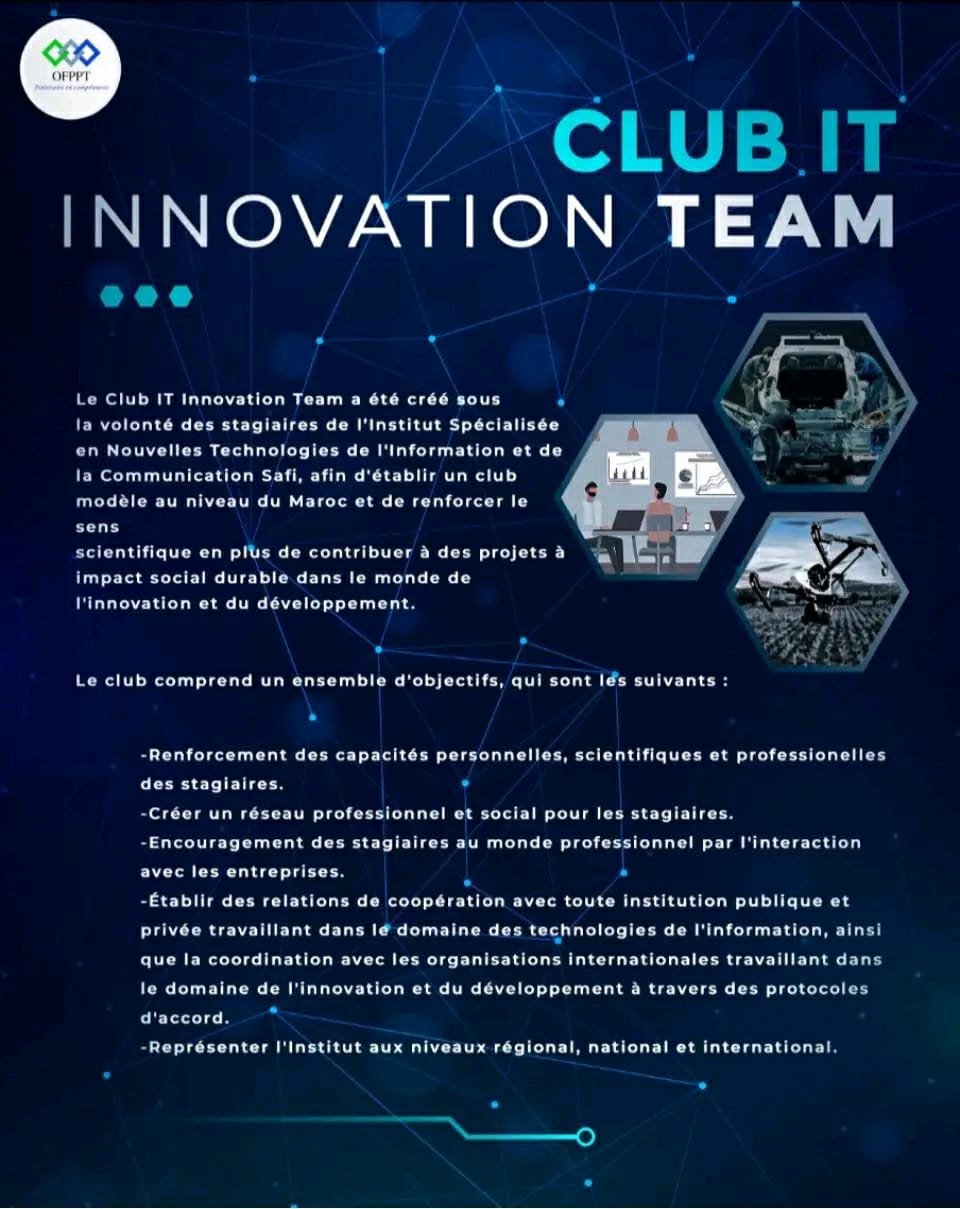 OFPPT
CLUB IT
INNOVATION TEAM
Le Club IT Innovation Team a été créé sous
la volonté des stagiaires de l'Institut Spécialisée
en Nouvelles Technologies de l'Information et de
la Communication Safi, afin d'établir un club
modèle au niveau du Maroc et de renforcer le
sens
scientifique en plus de contribuer à des projets à
impact social durable dans le monde de
l'innovation et du développement.
Le club comprend un ensemble d'objectifs, qui sont les suivants :
-Renforcement des capacités personnelles, scientifiques et professionelles
des stagiaires.
-Créer un réseau professionnel et social pour les stagiaires.
-Encouragement des stagiaires au monde professionnel par l'interaction
avec les entreprises.
-Établir des relations de coopération avec toute institution publique et
privée travaillant dans le domaine des technologies de l'information, ainsi
que la coordination avec les organisations internationales travaillant dans
le domaine de l'innovation et du développement à travers des protocoles
d'accord.
-Représenter l'Institut aux niveaux régional, national et international.